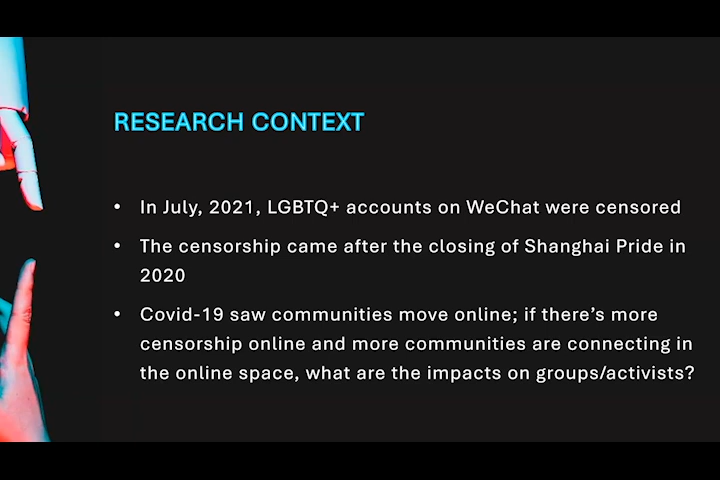 RESEARCH CONTEXT
• In July, 2021, LGBTQ+ accounts on WeChat were censored
• The censorship came after the closing of Shanghai Pride in
2020
• Covid-19 saw communities move online; if there’s more
censorship online and more communities are connecting in
the online space, what are the impacts on groups/activists?